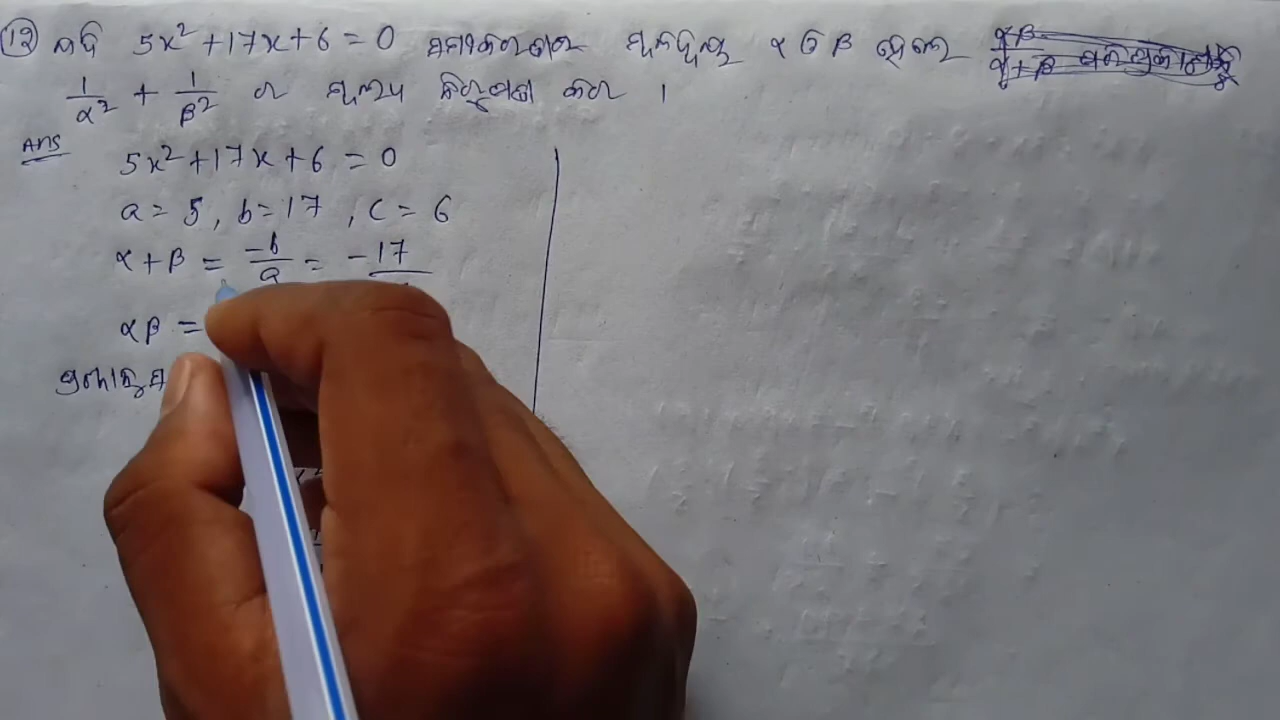 12 ଯଦି 5x² + 17x + 6 = 0 ସମୀକରଣର ମୂଳଦ୍ୱୟ α ଓ β ହେଲେ
1/α² + 1/β² ର ମୂଲ୍ୟ ନିରୂପଣ କର ।
Ans
5x² + 17x + 6 = 0
a = 5, b = 17, c = 6
α + β = -b/a = -17
αβ =